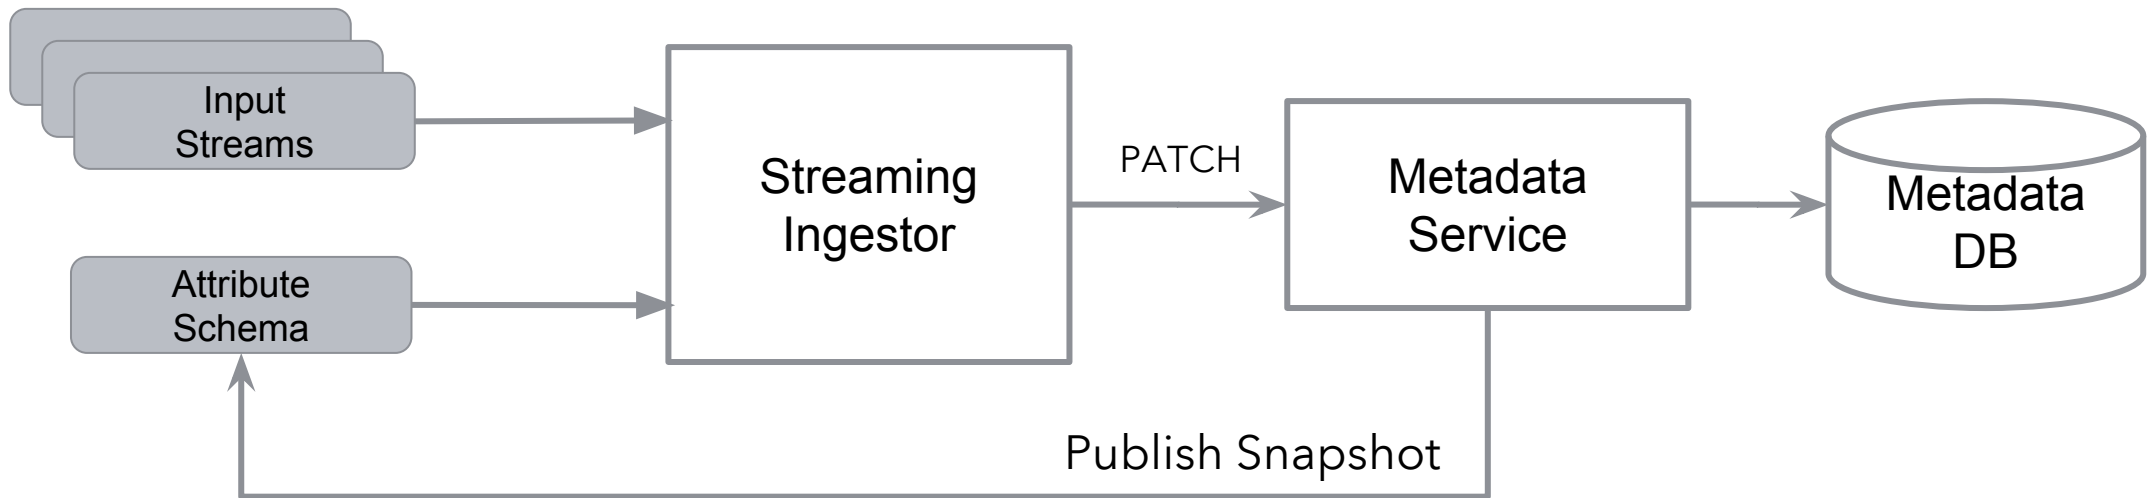 Input
Streams
Attribute
Schema
Streaming
Ingestor
PATCH
Metadata
Service
Metadata
DB
Publish Snapshot